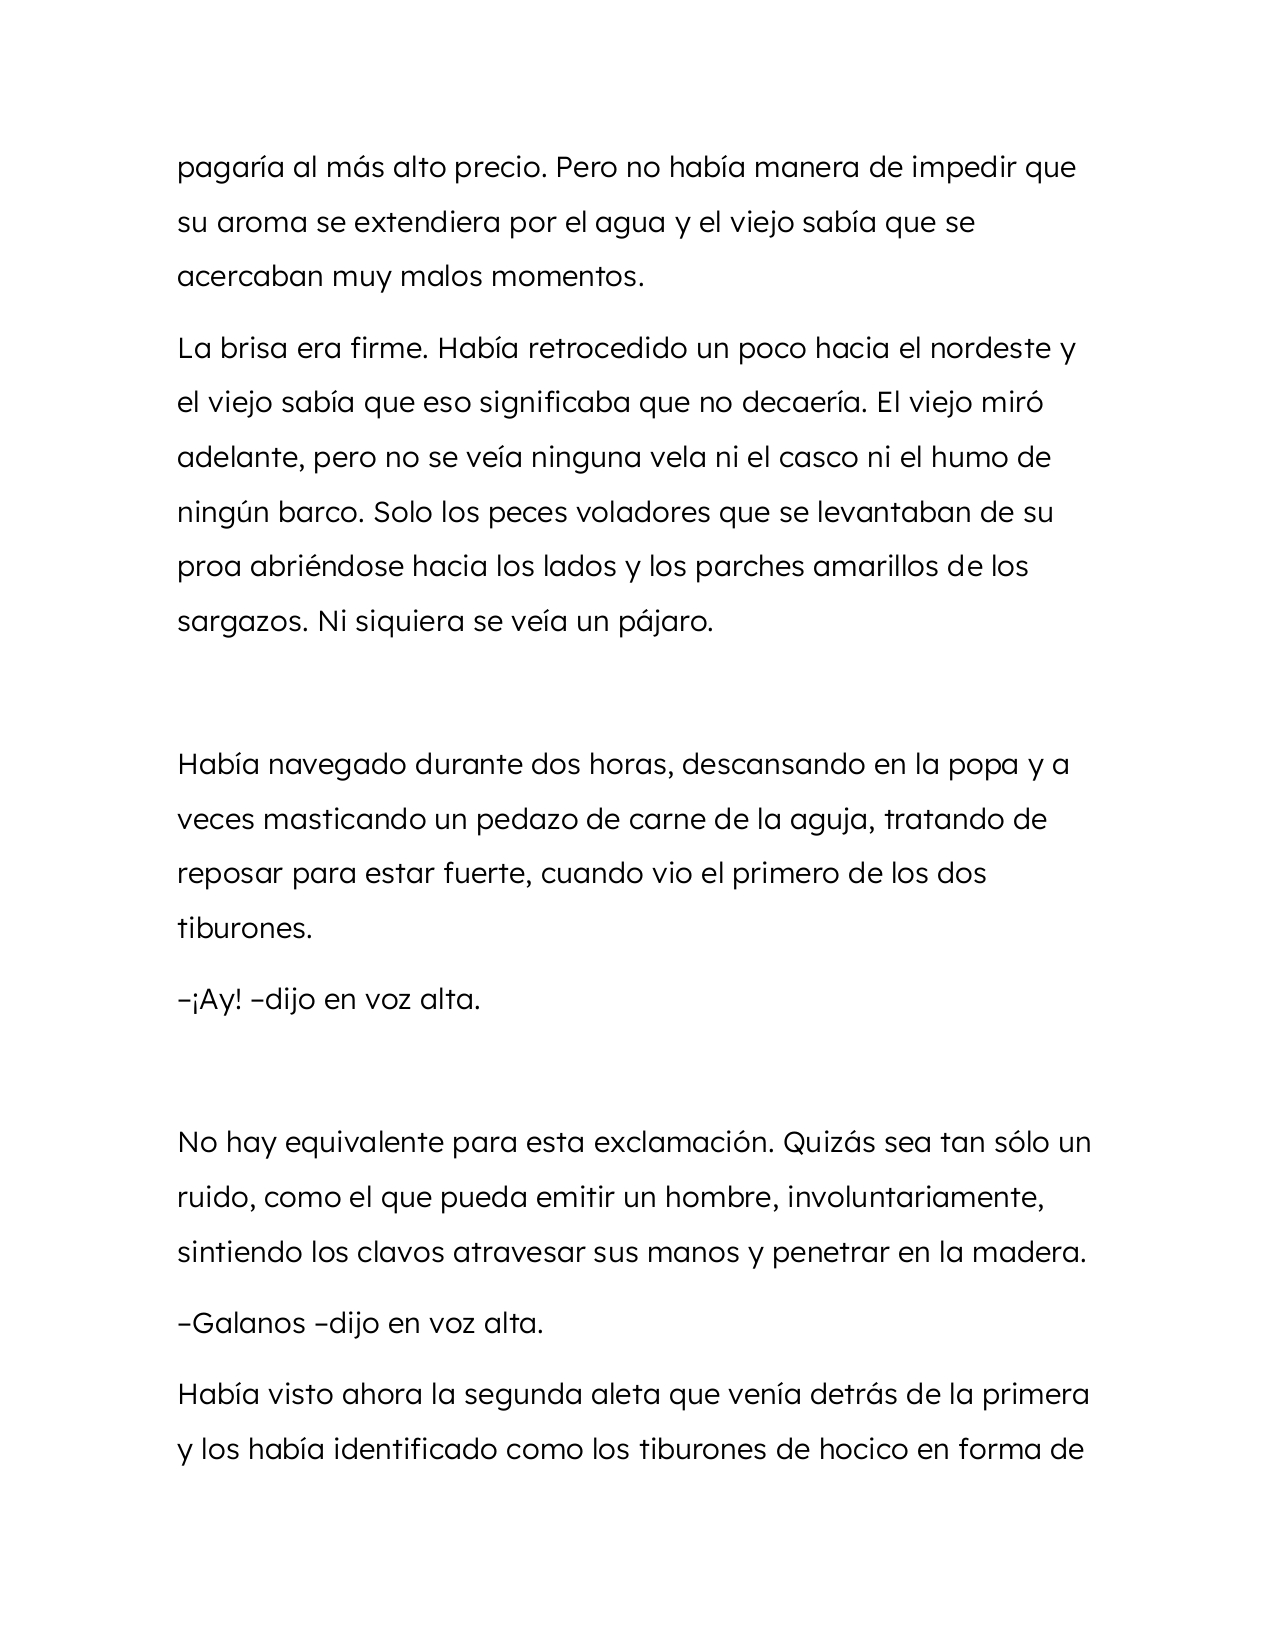 pagaría al más alto precio. Pero no había manera de impedir que
su aroma se extendiera por el agua y el viejo sabía que se
acercaban muy malos momentos.
La brisa era firme. Había retrocedido un poco hacia el nordeste y
el viejo sabía que eso significaba que no decaería. El viejo miró
adelante, pero no se veía ninguna vela ni el casco ni el humo de
ningún barco. Solo los peces voladores que se levantaban de su
proa abriéndose hacia los lados y los parches amarillos de los
sargazos. Ni siquiera se veía un pájaro.
Había navegado durante dos horas, descansando en la popa y a
veces masticando un pedazo de carne de la aguja, tratando de
reposar para estar fuerte, cuando vio el primero de los dos
tiburones.
–¡Ay! –dijo en voz alta.
No hay equivalente para esta exclamación. Quizás sea tan sólo un
ruido, como el que pueda emitir un hombre, involuntariamente,
sintiendo los clavos atravesar sus manos y penetrar en la madera.
–Galanos –dijo en voz alta.
Había visto ahora la segunda aleta que venía detrás de la primera
y los había identificado como los tiburones de hocico en forma de